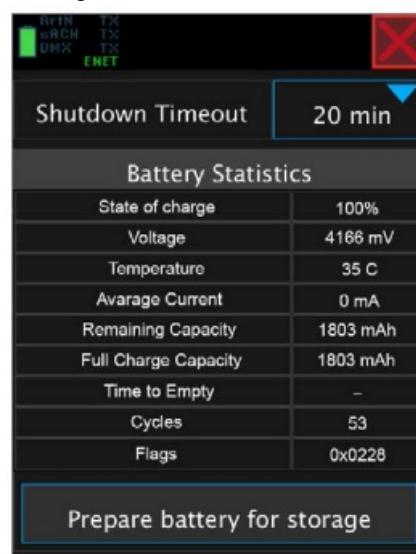 ArtN TX
sACN TX
DMX TX
ENET
Shutdown Timeout 20 min
Battery Statistics
State of charge 100%
Voltage 4166 mV
Temperature 35 C
Avarage Current 0 mA
Remaining Capacity 1803 mAh
Full Charge Capacity 1803 mAh
Time to Empty –
Cycles 53
Flags 0x0228
Prepare battery for storage